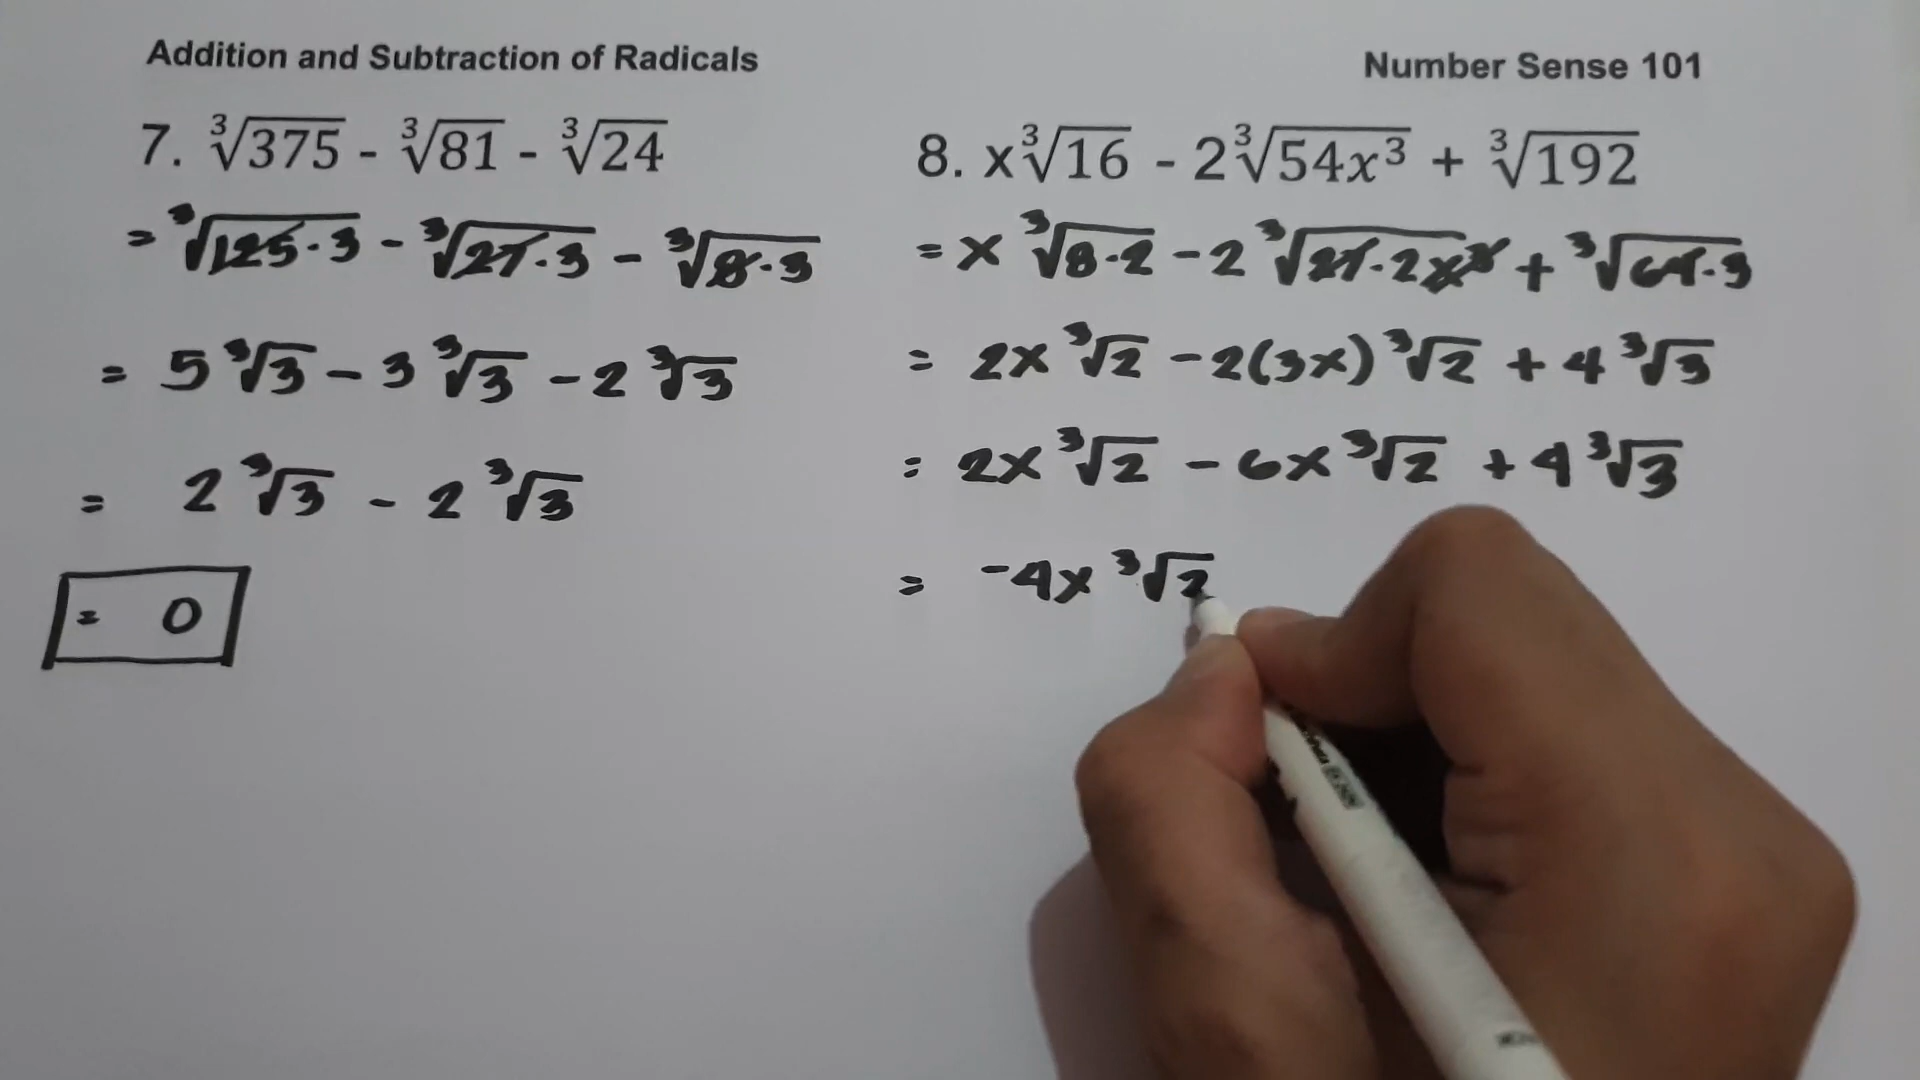 Addition and Subtraction of Radicals
Number Sense 101
7. ∛375 - ∛81 - ∛24
= ∛125·3 - ∛27·3 - ∛8·3
= 5∛3 - 3∛3 - 2∛3
= 2∛3 - 2∛3
= 0
8. x∛16 - 2∛54x³ + ∛192
= x∛8·2 - 2∛27·2x³ + ∛64·3
= 2x∛2 - 2(3x)∛2 + 4∛3
= 2x∛2 - 6x∛2 + 4∛3
= -4x∛2